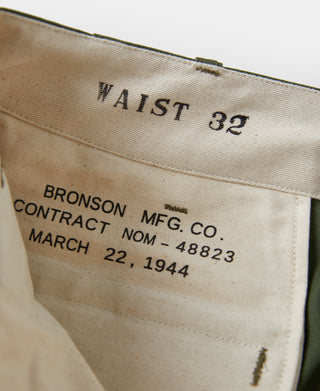 WAIST 32
BRONSON MFG. CO.
CONTRACT NOM - 48823
MARCH 22, 1944